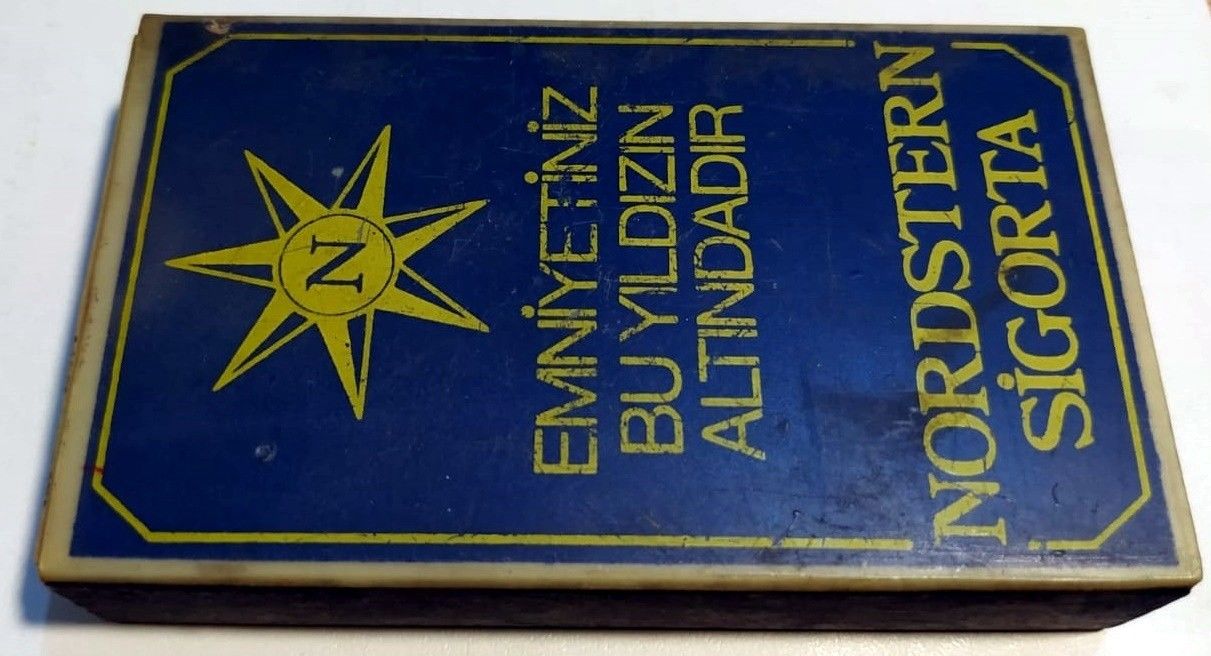 N
EMNİYETİNİZ
BU YILDIZIN
ALTINDADIR
NORDSTERN
SİGORTA